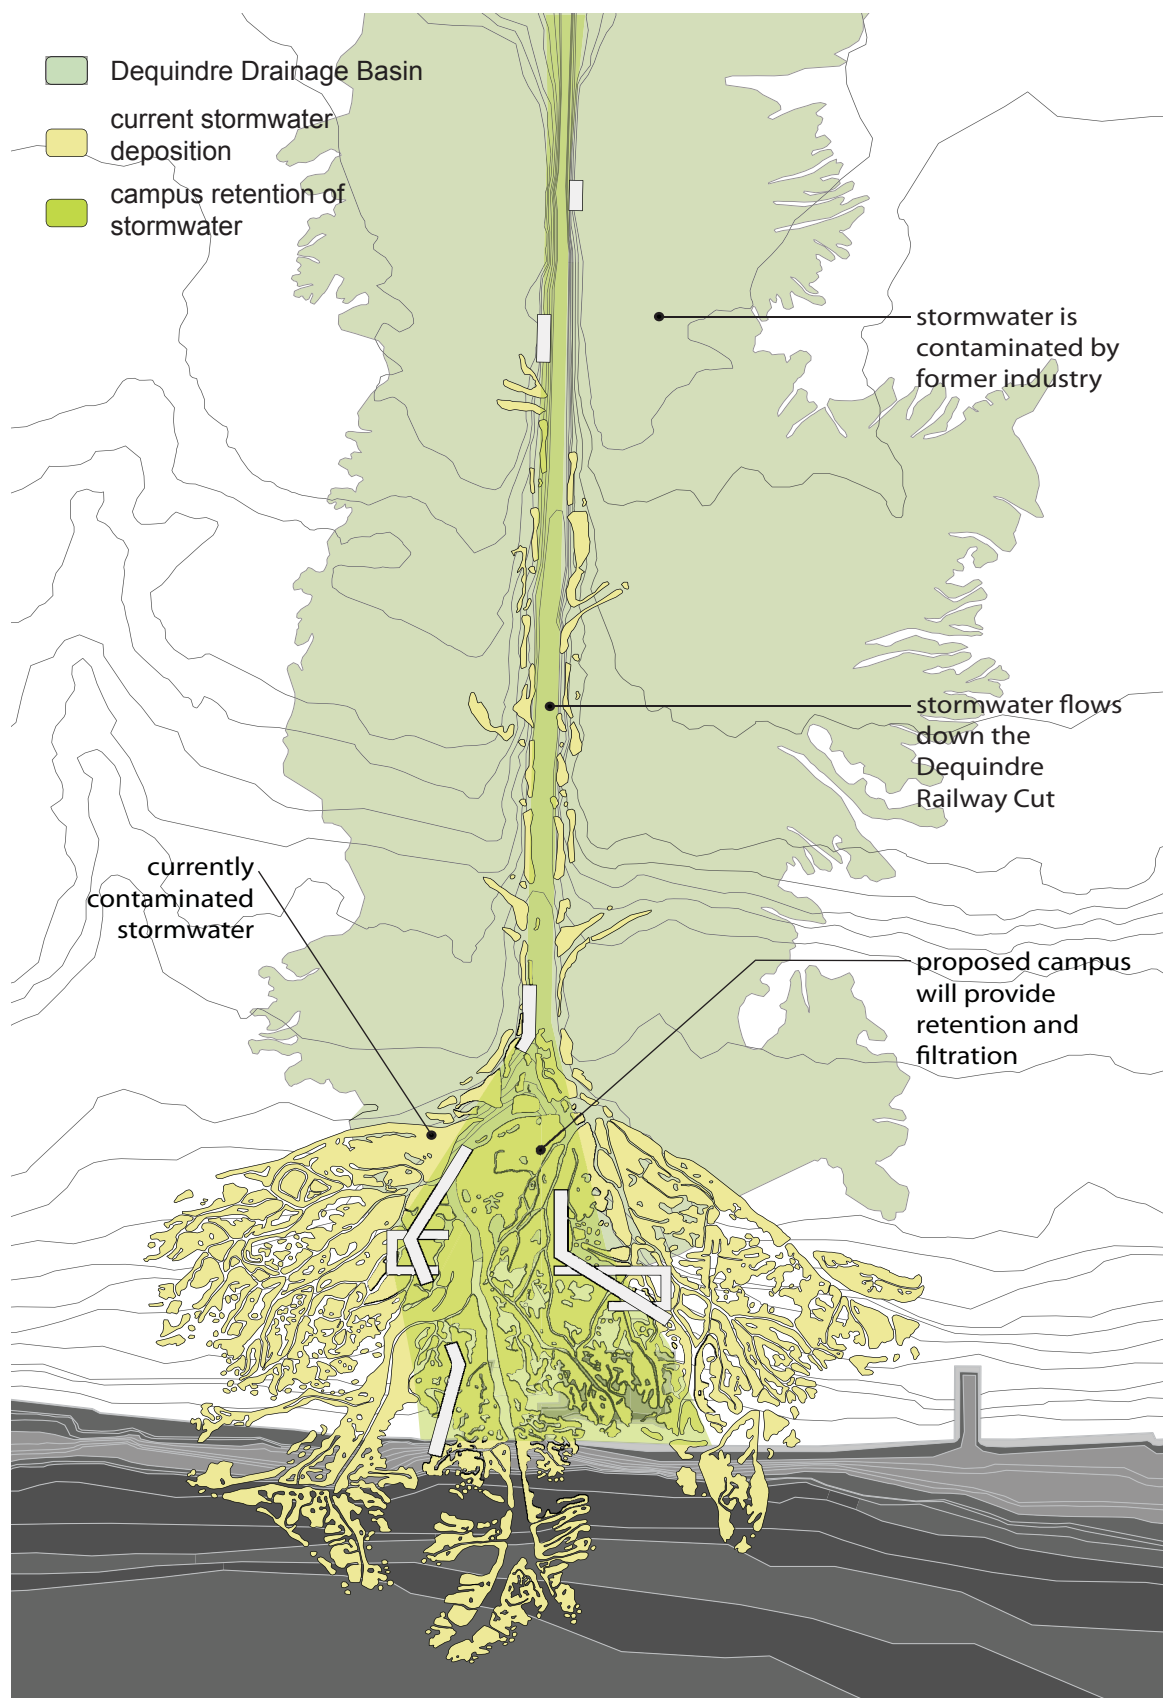 Dequindre Drainage Basin
current stormwater
deposition
campus retention of
stormwater
stormwater is
contaminated by
former industry
stormwater flows
down the
Dequindre
Railway Cut
currently
contaminated
stormwater
proposed campus
will provide
retention and
filtration